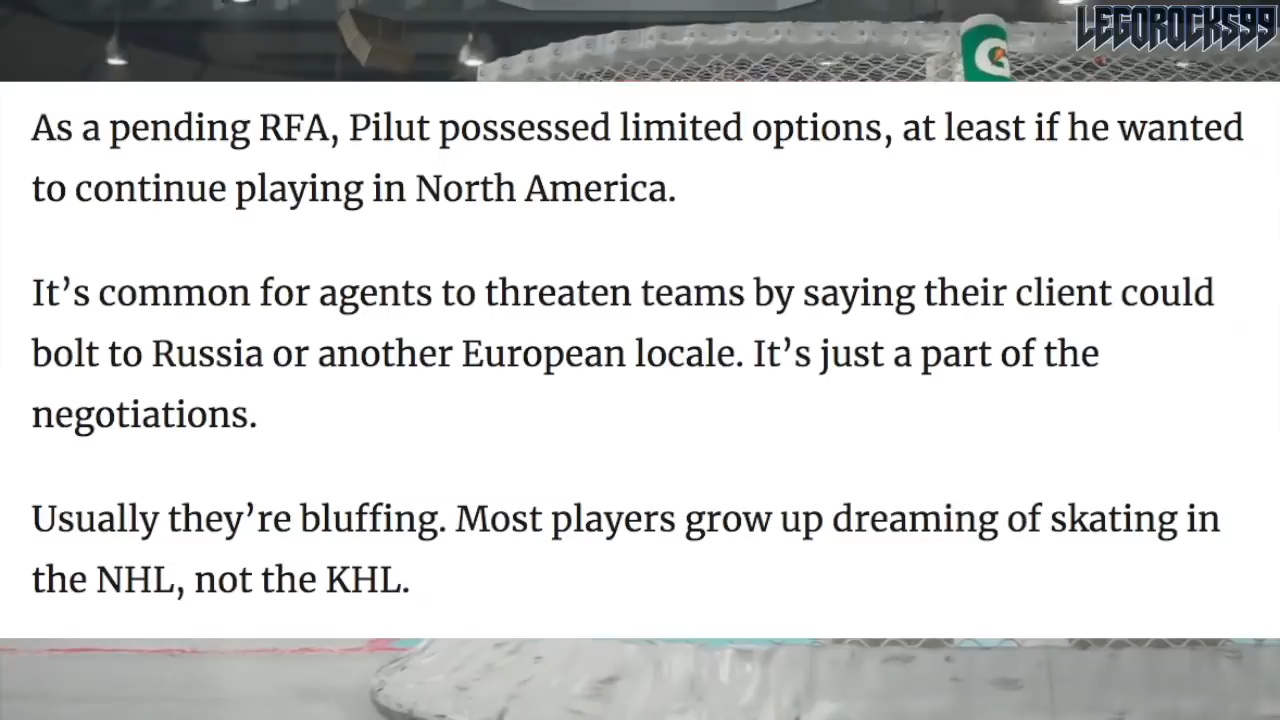 LEGOROCKS99
As a pending RFA, Pilut possessed limited options, at least if he wanted
to continue playing in North America.
It’s common for agents to threaten teams by saying their client could
bolt to Russia or another European locale. It’s just a part of the
negotiations.
Usually they’re bluffing. Most players grow up dreaming of skating in
the NHL, not the KHL.